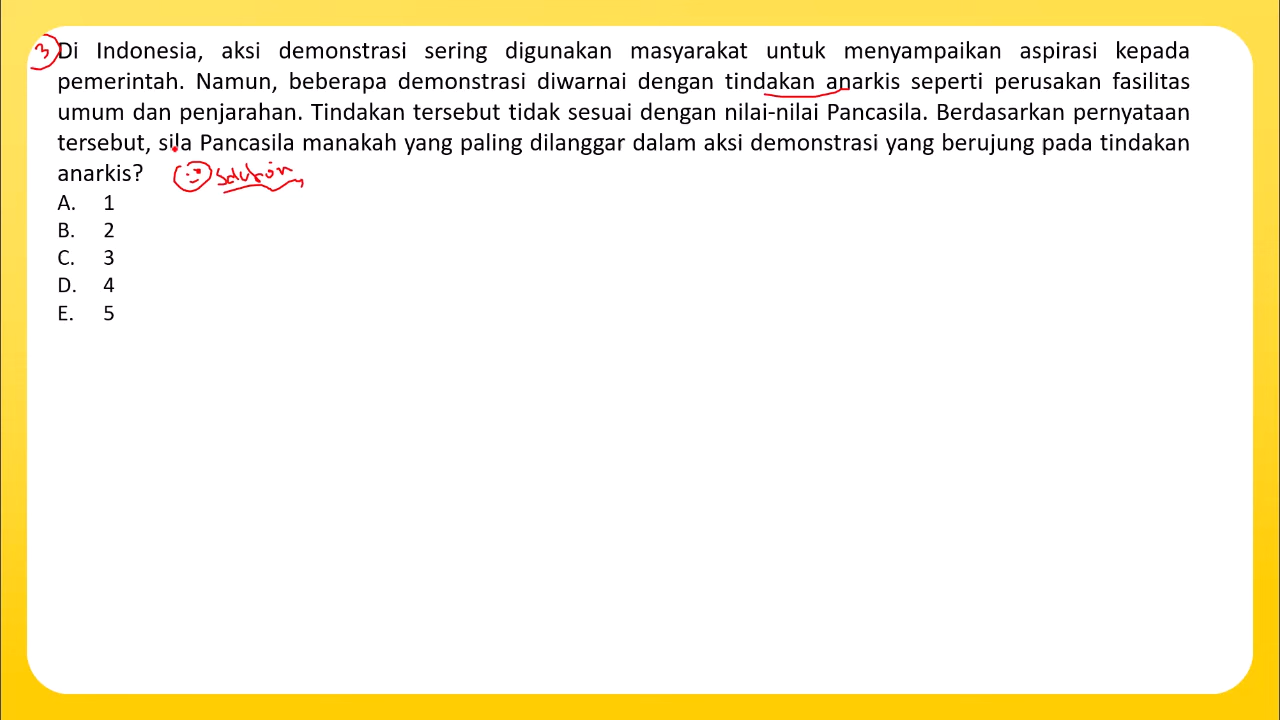 3 Di Indonesia, aksi demonstrasi sering digunakan masyarakat untuk menyampaikan aspirasi kepada
pemerintah. Namun, beberapa demonstrasi diwarnai dengan tindakan anarkis seperti perusakan fasilitas
umum dan penjarahan. Tindakan tersebut tidak sesuai dengan nilai-nilai Pancasila. Berdasarkan pernyataan
tersebut, sila Pancasila manakah yang paling dilanggar dalam aksi demonstrasi yang berujung pada tindakan
anarkis? Solution
A. 1
B. 2
C. 3
D. 4
E. 5